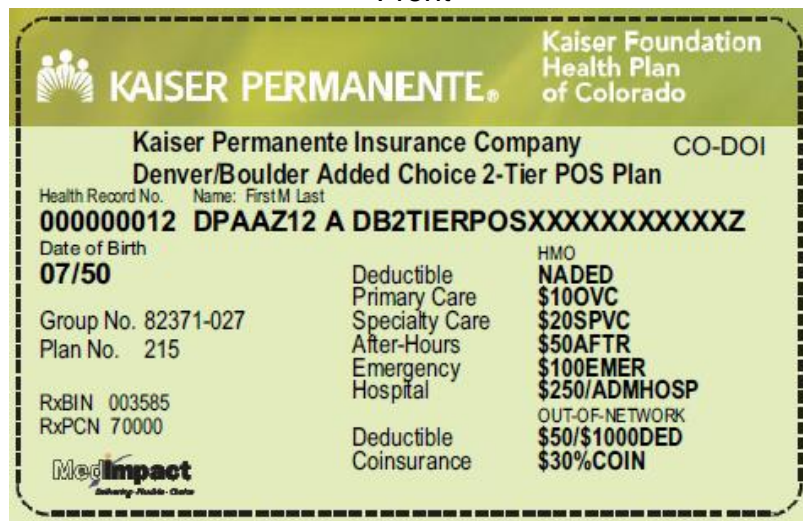 KAISER PERMANENTE®
Kaiser Foundation
Health Plan
of Colorado
Kaiser Permanente Insurance Company CO-DOI
Denver/Boulder Added Choice 2-Tier POS Plan
Health Record No. Name: First M Last
000000012 DPAAZ12 A DB2TIERPOSXXXXXXXXXXXZ
Date of Birth
07/50
Group No. 82371-027
Plan No. 215
RxBIN 003585
RxPCN 70000
MedImpact
HMO
Deductible NADED
Primary Care $10OVC
Specialty Care $20SPVC
After-Hours $50AFTR
Emergency $100EMER
Hospital $250/ADMHOSP
OUT-OF-NETWORK
Deductible $50/$1000DED
Coinsurance $30%COIN